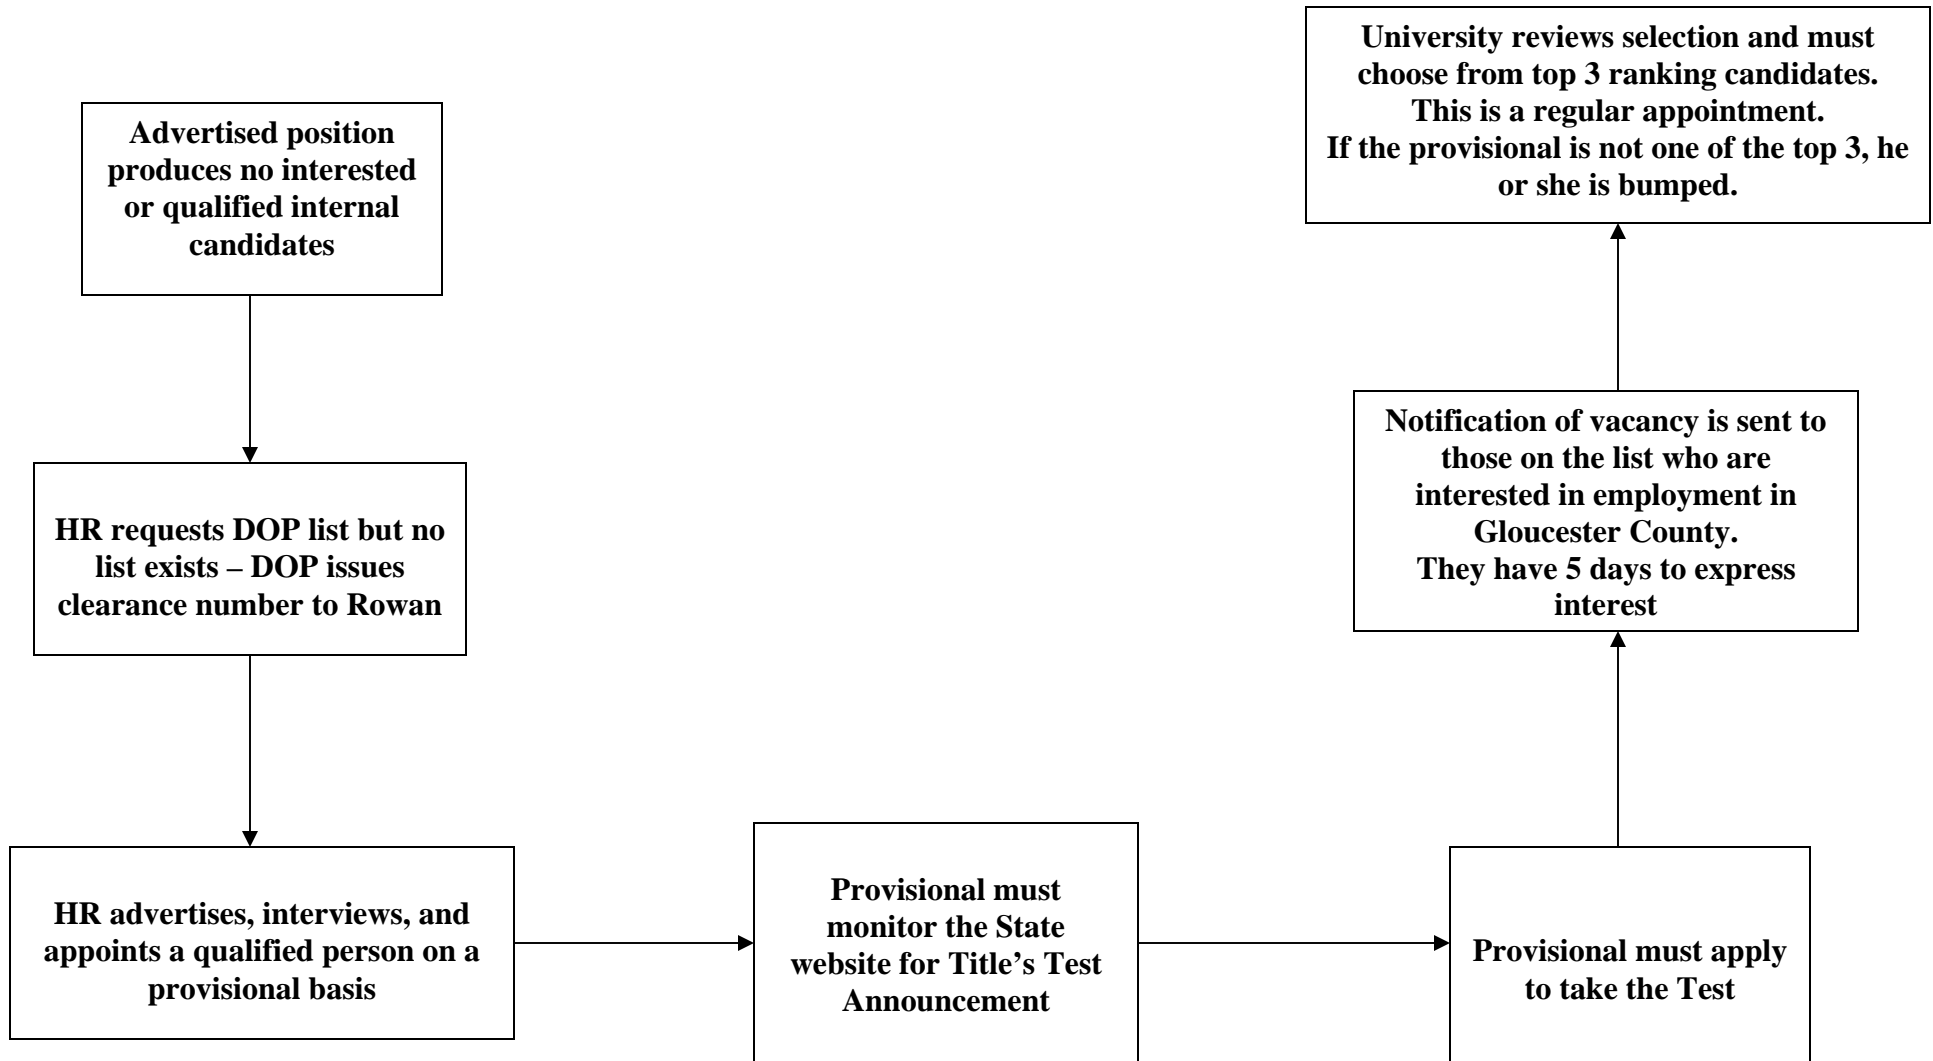 Advertised position
produces no interested
or qualified internal
candidates
HR requests DOP list but no
list exists – DOP issues
clearance number to Rowan
HR advertises, interviews, and
appoints a qualified person on a
provisional basis
Provisional must
monitor the State
website for Title’s Test
Announcement
Provisional must apply
to take the Test
Notification of vacancy is sent to
those on the list who are
interested in employment in
Gloucester County.
They have 5 days to express
interest
University reviews selection and must
choose from top 3 ranking candidates.
This is a regular appointment.
If the provisional is not one of the top 3, he
or she is bumped.